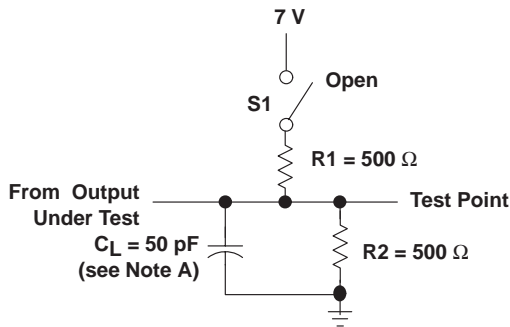 7 V
Open
S1
R1 = 500 Ω
From Output
Under Test
Test Point
CL = 50 pF
(see Note A)
R2 = 500 Ω